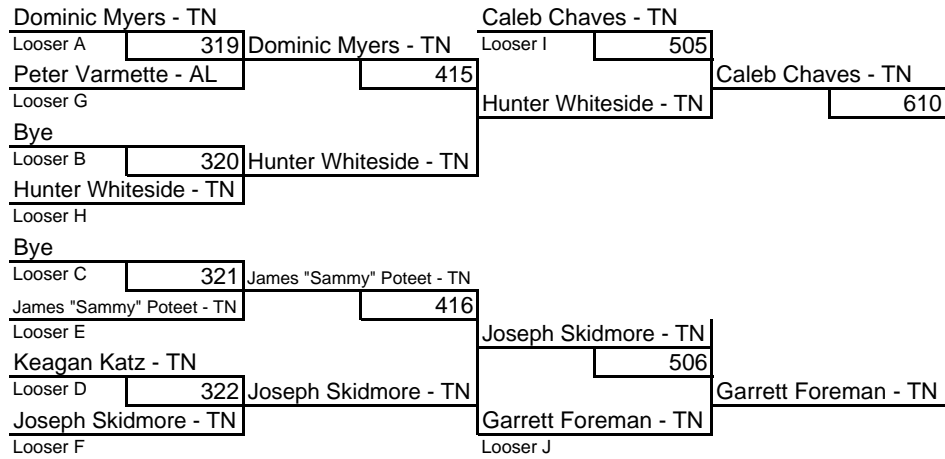 Dominic Myers - TN Caleb Chaves - TN
Looser A 319 Dominic Myers - TN Looser I 505
Peter Varmette - AL 415 Caleb Chaves - TN
Looser G Hunter Whiteside - TN 610
Bye
Looser B 320 Hunter Whiteside - TN
Hunter Whiteside - TN
Looser H
Bye
Looser C 321 James "Sammy" Poteet - TN
James "Sammy" Poteet - TN 416
Looser E Joseph Skidmore - TN
Keagan Katz - TN 506
Looser D 322 Joseph Skidmore - TN Garrett Foreman - TN
Joseph Skidmore - TN Garrett Foreman - TN
Looser F Looser J